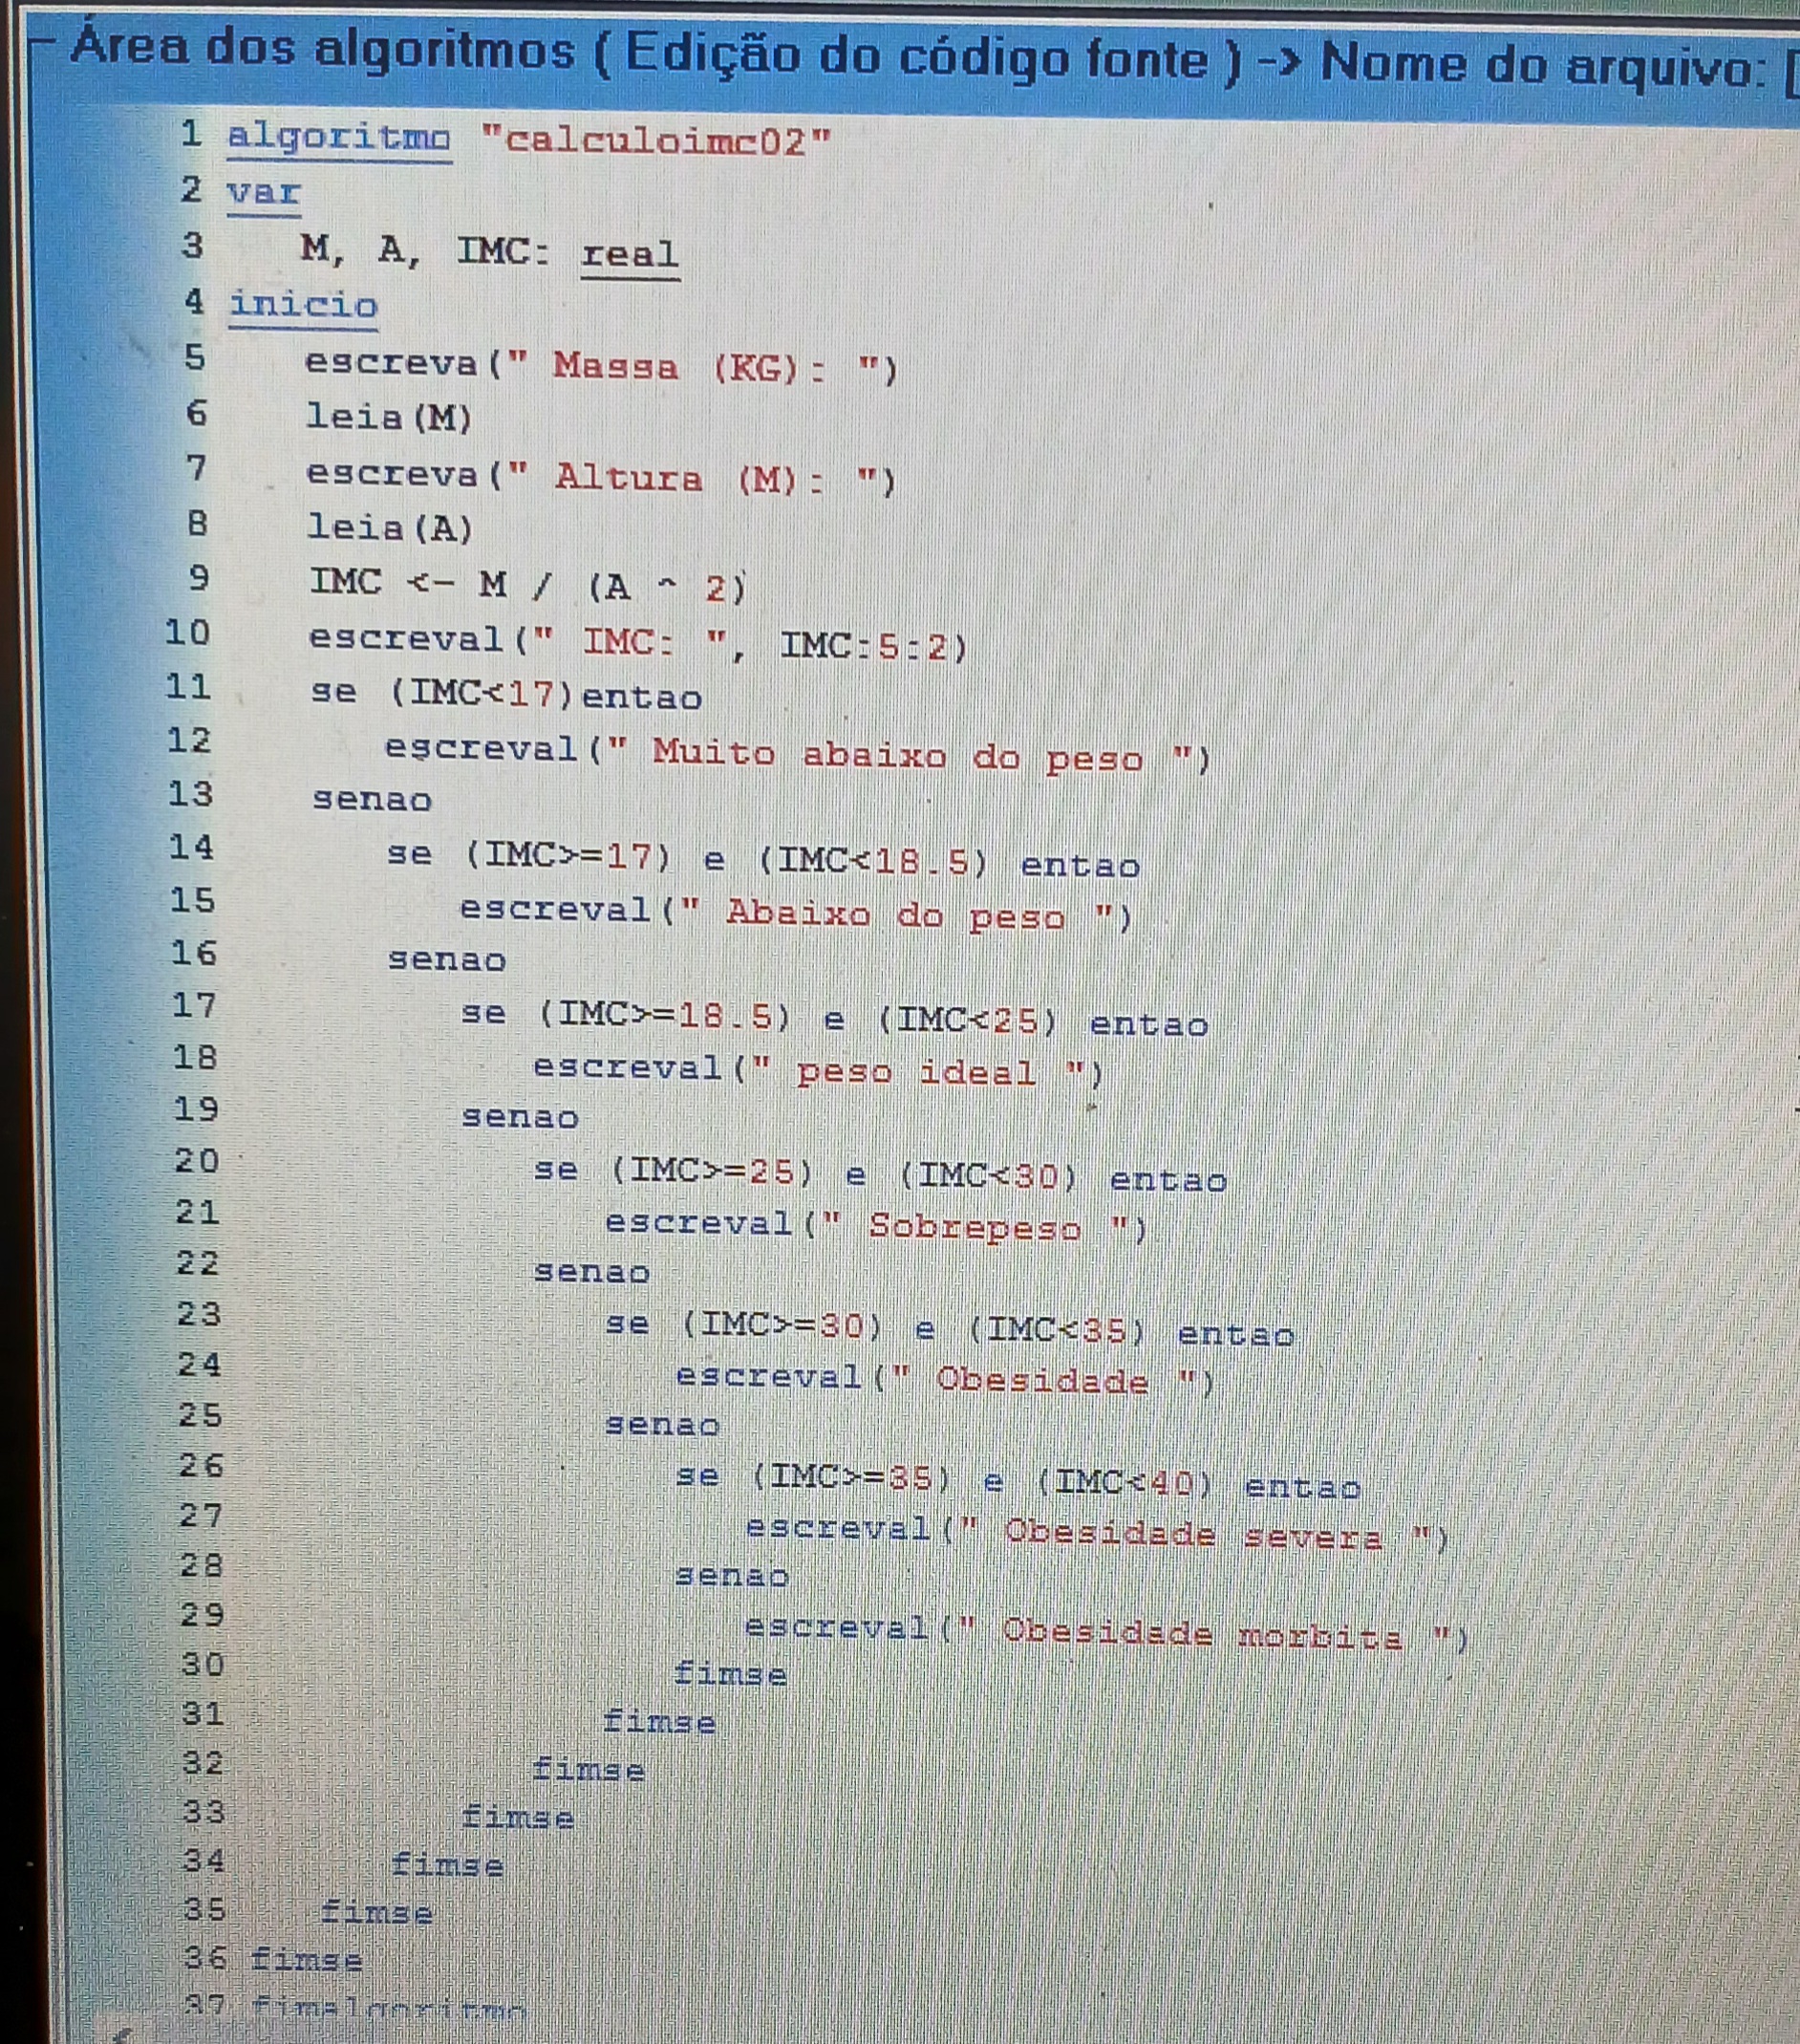 Área dos algoritmos ( Edição do código fonte ) -> Nome do arquivo: [
1 algoritmo "calculoimc02"
2 var
3 M, A, IMC: real
4 inicio
5 escreva(" Massa (KG): ")
6 leia(M)
7 escreva(" Altura (M): ")
8 leia(A)
9 IMC <- M / (A ^ 2)
10 escreval(" IMC: ", IMC:5:2)
11 se (IMC<17)entao
12 escreval(" Muito abaixo do peso ")
13 senao
14 se (IMC>=17) e (IMC<18.5) entao
15 escreval(" Abaixo do peso ")
16 senao
17 se (IMC>=18.5) e (IMC<25) entao
18 escreval(" peso ideal ")
19 senao
20 se (IMC>=25) e (IMC<30) entao
21 escreval(" Sobrepeso ")
22 senao
23 se (IMC>=30) e (IMC<35) entao
24 escreval(" Obesidade ")
25 senao
26 se (IMC>=35) e (IMC<40) entao
27 escreval(" Obesidade severa ")
28 senao
29 escreval(" Obesidade morbita ")
30 fimse
31 fimse
32 fimse
33 fimse
34 fimse
35 fimse
36 fimse
37 fimalgoritmo